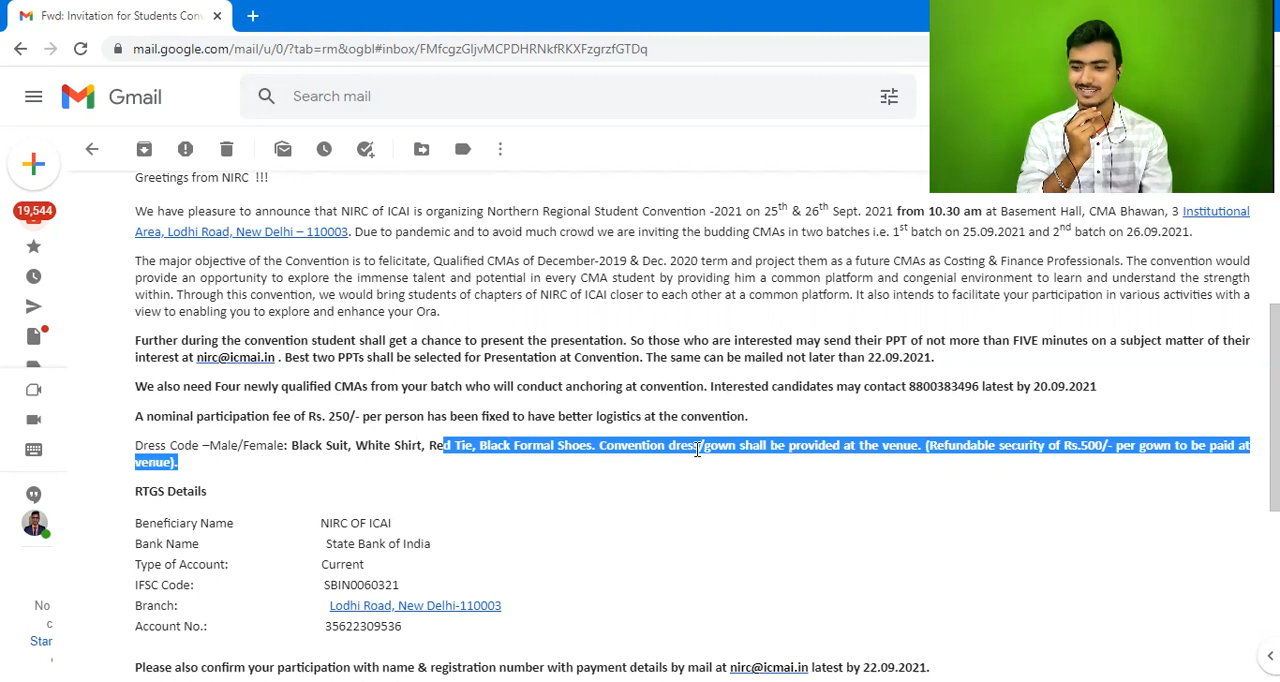 Fwd: Invitation for Students Con
mail.google.com/mail/u/0/?tab=rm&ogbl#inbox/FMfcgzGljvMCPDHRNkfRKXFzgrzfGTDq
Gmail
Search mail
19,544
Greetings from NIRC !!!
We have pleasure to announce that NIRC of ICAI is organizing Northern Regional Student Convention -2021 on 25th & 26th Sept. 2021 from 10.30 am at Basement Hall, CMA Bhawan, 3 Institutional
Area, Lodhi Road, New Delhi – 110003. Due to pandemic and to avoid much crowd we are inviting the budding CMAs in two batches i.e. 1st batch on 25.09.2021 and 2nd batch on 26.09.2021.
The major objective of the Convention is to felicitate, Qualified CMAs of December-2019 & Dec. 2020 term and project them as a future CMAs as Costing & Finance Professionals. The convention would
provide an opportunity to explore the immense talent and potential in every CMA student by providing him a common platform and congenial environment to learn and understand the strength
within. Through this convention, we would bring students of chapters of NIRC of ICAI closer to each other at a common platform. It also intends to facilitate your participation in various activities with a
view to enabling you to explore and enhance your Ora.
Further during the convention student shall get a chance to present the presentation. So those who are interested may send their PPT of not more than FIVE minutes on a subject matter of their
interest at nirc@icmai.in . Best two PPTs shall be selected for Presentation at Convention. The same can be mailed not later than 22.09.2021.
We also need Four newly qualified CMAs from your batch who will conduct anchoring at convention. Interested candidates may contact 8800383496 latest by 20.09.2021
A nominal participation fee of Rs. 250/- per person has been fixed to have better logistics at the convention.
Dress Code –Male/Female: Black Suit, White Shirt, Red Tie, Black Formal Shoes. Convention dress/gown shall be provided at the venue. (Refundable security of Rs.500/- per gown to be paid at
venue).
RTGS Details
Beneficiary Name NIRC OF ICAI
Bank Name State Bank of India
Type of Account: Current
IFSC Code: SBIN0060321
Branch: Lodhi Road, New Delhi-110003
Account No.: 35622309536
No
c
Star
Please also confirm your participation with name & registration number with payment details by mail at nirc@icmai.in latest by 22.09.2021.